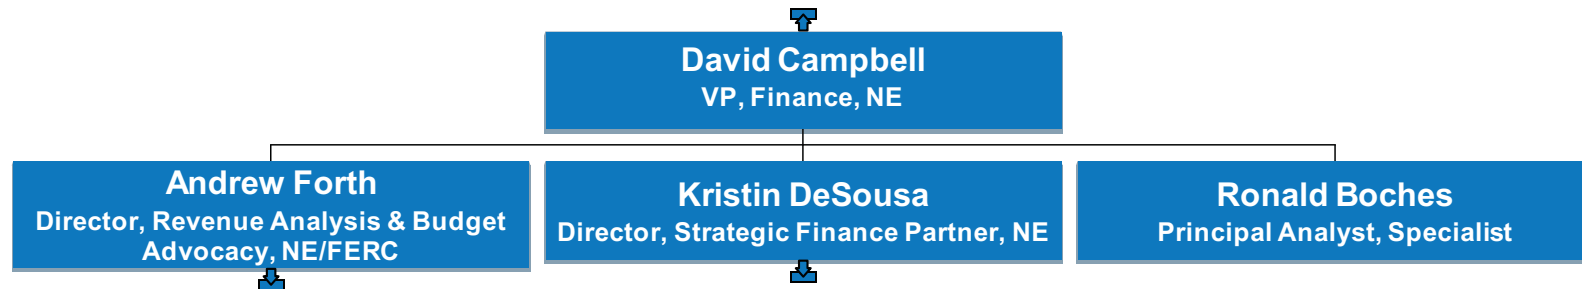 David Campbell
VP, Finance, NE
Andrew Forth
Director, Revenue Analysis & Budget
Advocacy, NE/FERC
Kristin DeSousa
Director, Strategic Finance Partner, NE
Ronald Boches
Principal Analyst, Specialist